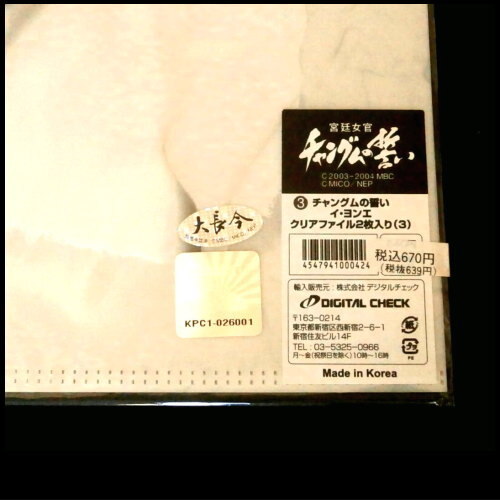 宮廷女官
チャングムの誓い
©2003-2004 MBC
©MICO/NEP
③ チャングムの誓い
イ・ヨンエ
クリアファイル2枚入り(3)
4547941000424
税込670円
(税抜639円)
輸入販売元:株式会社 デジタルチェック
DIGITAL CHECK
〒163-0214
東京都新宿区西新宿2-6-1
新宿住友ビル14F
TEL:03-5325-0966
月～金(祝祭日を除く)10時～16時
紙
プラ
PE
Made in Korea
大長今
KPC1-026001